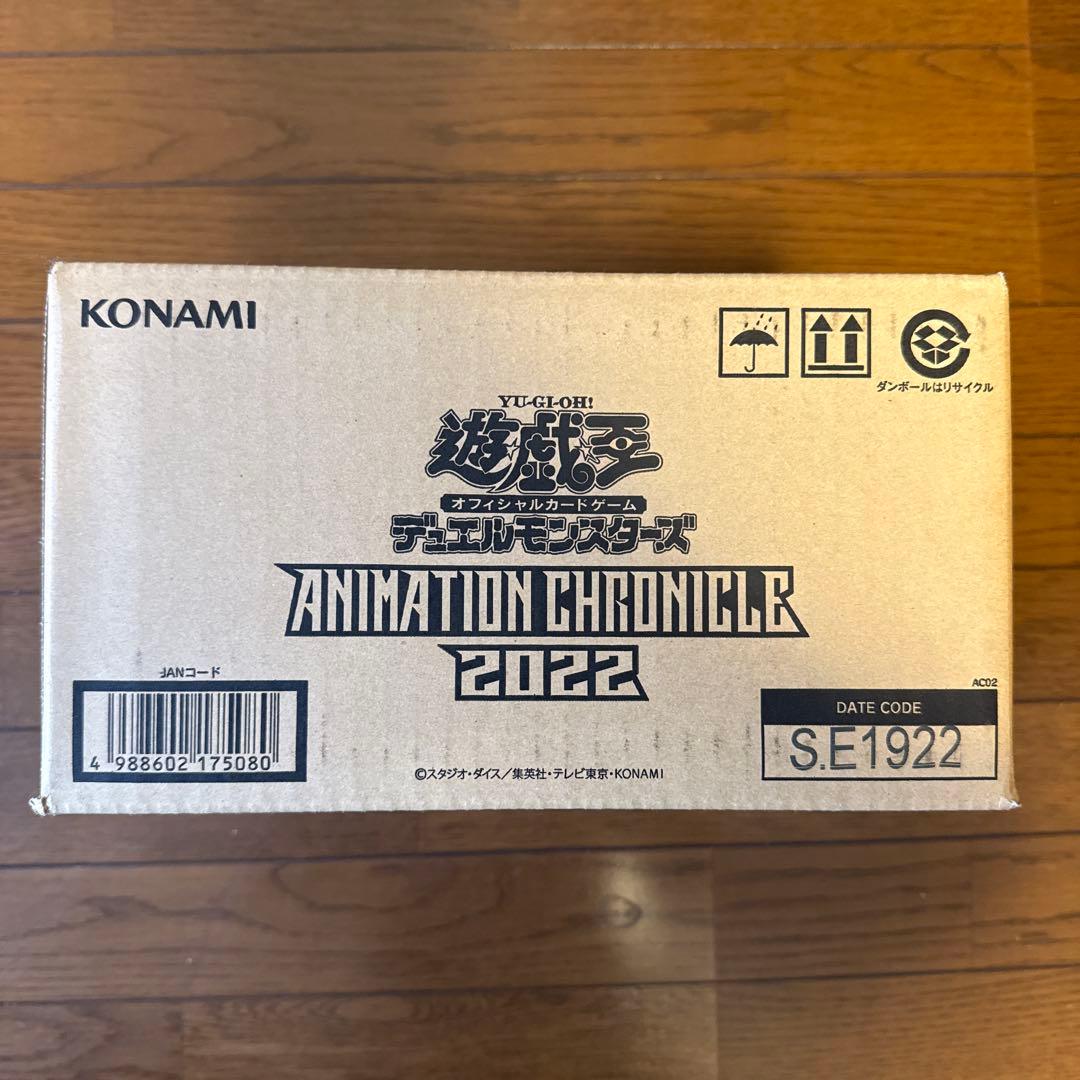 KONAMI
ダンボールはリサイクル
YU-GI-OH!
遊戯王
オフィシャルカードゲーム
デュエルモンスターズ
ANIMATION CHRONICLE
2022
JANコード
4 988602 175080
AC02
DATE CODE
S.E1922
©スタジオ・ダイス/集英社・テレビ東京・KONAMI